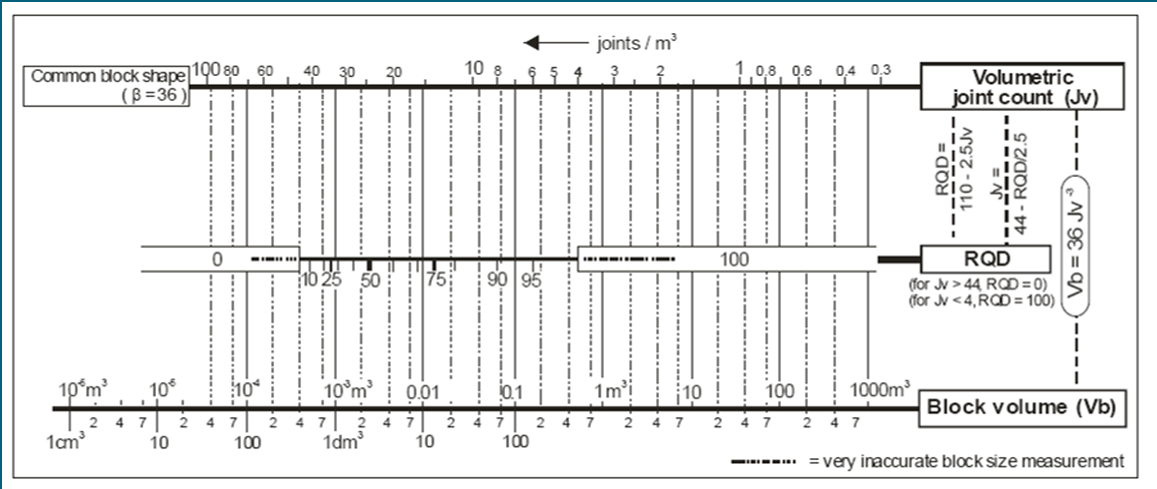 joints / m³
Common block shape
( β = 36 )
100 80 60 40 30 20 10 8 6 5 4 3 2 1 0.8 0.6 0.4 0.3
Volumetric
joint count (Jv)
RQD =
110 - 2.5Jv
Jv =
44 - RQD/2.5
Vb = 36 Jv⁻³
0 100
RQD
10 25 50 75 90 95
(for Jv > 44, RQD = 0)
(for Jv < 4, RQD = 100)
10⁻⁶m³ 10⁻⁵ 10⁻⁴ 10⁻³m³ 0.01 0.1 1m³ 10 100 1000m³
Block volume (Vb)
2 4 7 2 4 7 2 4 7 2 4 7 2 4 7 2 4 7 2 4 7 2 4 7 2 4 7
1cm³ 10 100 1dm³ 10 100
= very inaccurate block size measurement